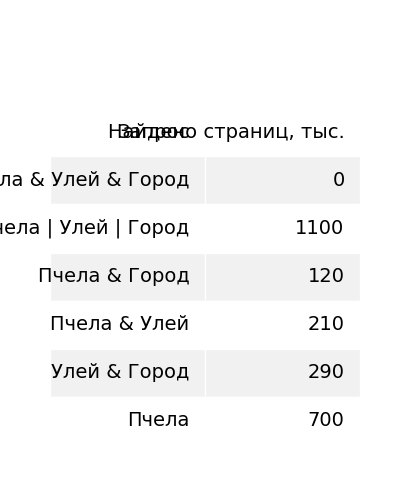 Запрос Найдено страниц, тыс.
ла & Улей & Город 0
чела | Улей | Город 1100
Пчела & Город 120
Пчела & Улей 210
Улей & Город 290
Пчела 700